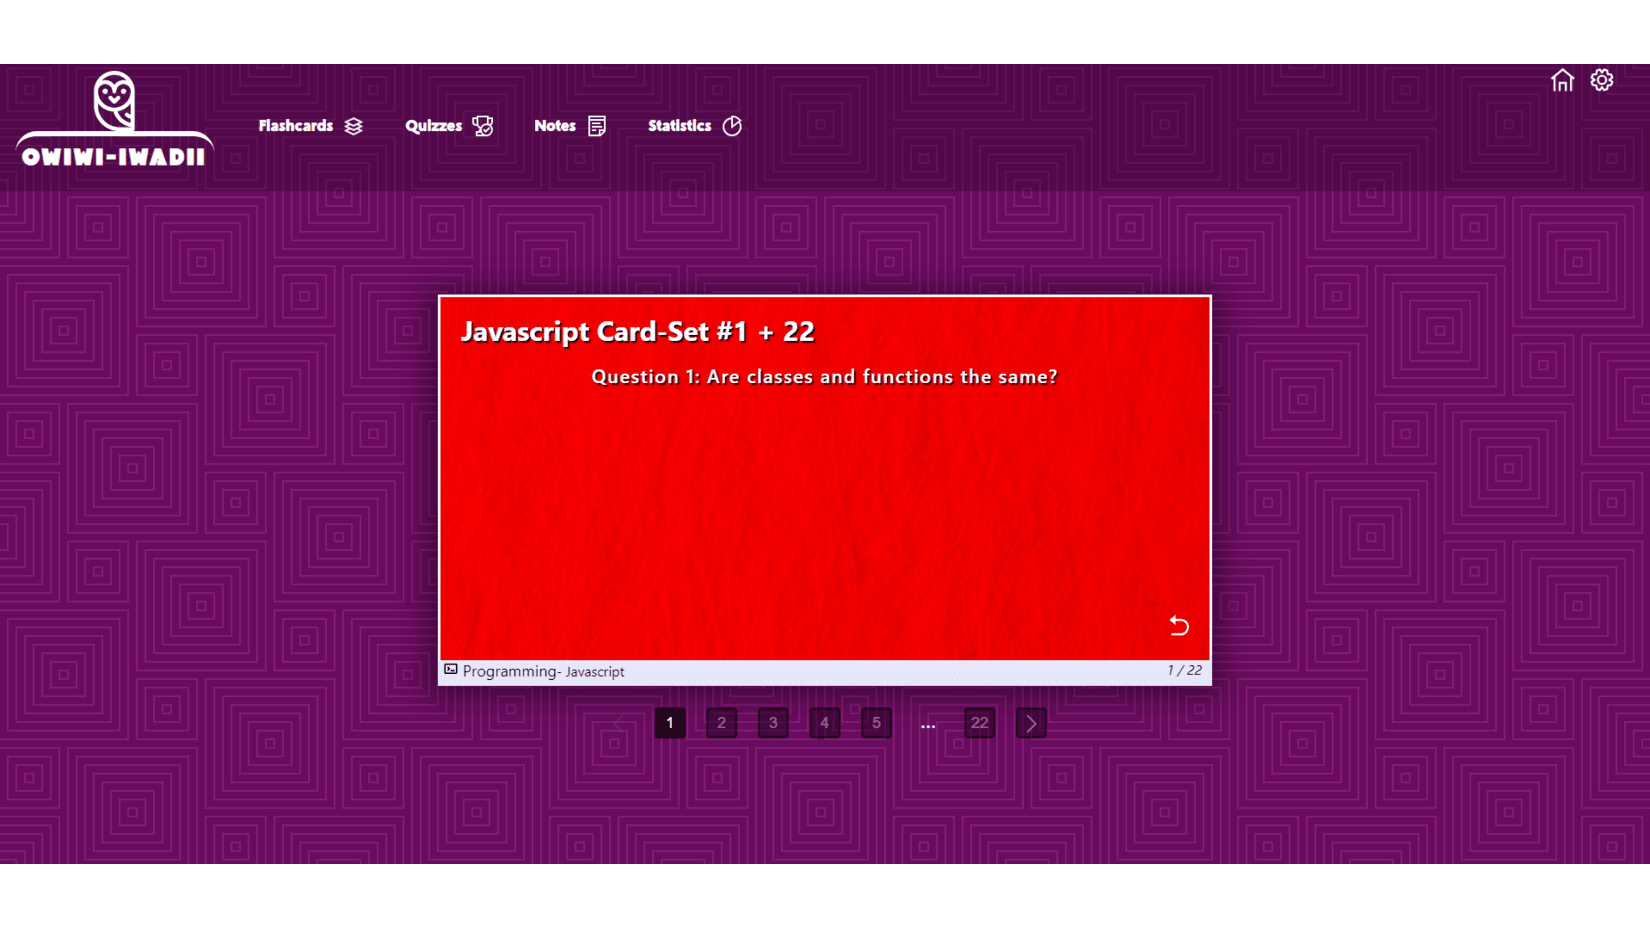 OWIWI-IWADII
Flashcards Quizzes Notes Statistics
Javascript Card-Set #1 + 22
Question 1: Are classes and functions the same?
Programming- Javascript 1 / 22
1 2 3 4 5 ... 22